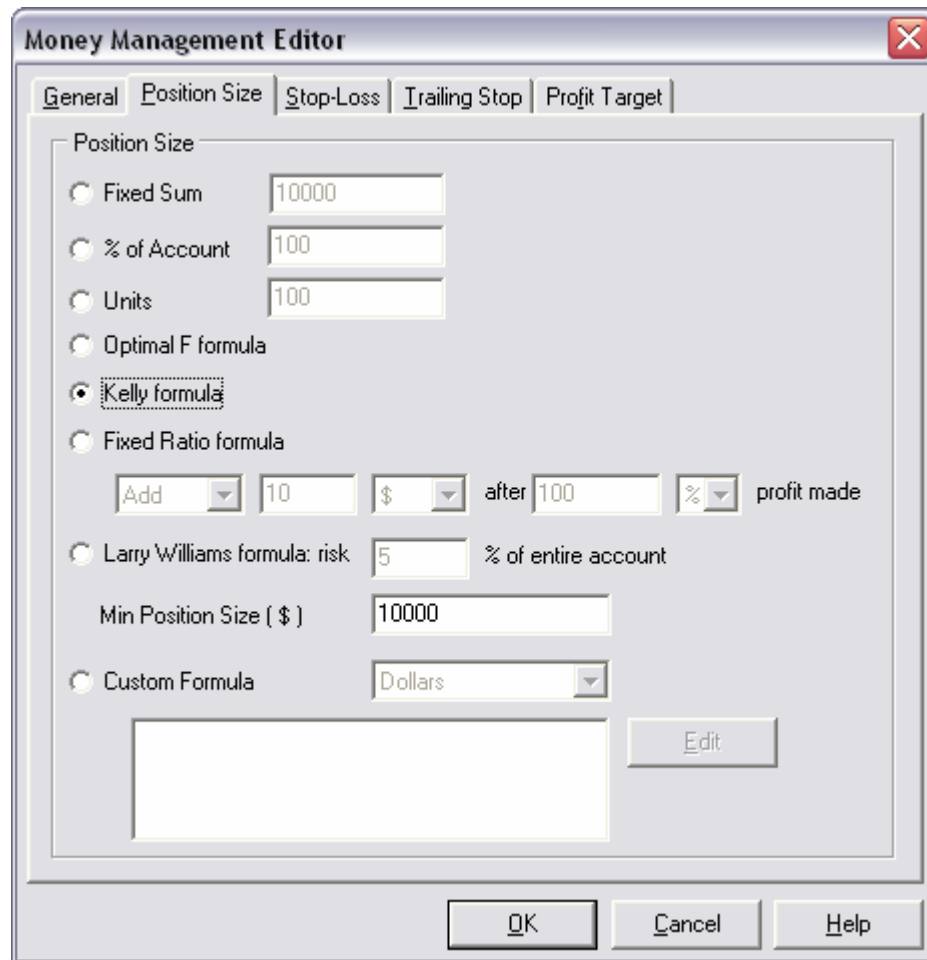 Money Management Editor
General Position Size Stop-Loss Trailing Stop Profit Target
Position Size
Fixed Sum 10000
% of Account 100
Units 100
Optimal F formula
Kelly formula
Fixed Ratio formula
Add 10 $ after 100 % profit made
Larry Williams formula: risk 5 % of entire account
Min Position Size ( $ ) 10000
Custom Formula Dollars
Edit
OK Cancel Help